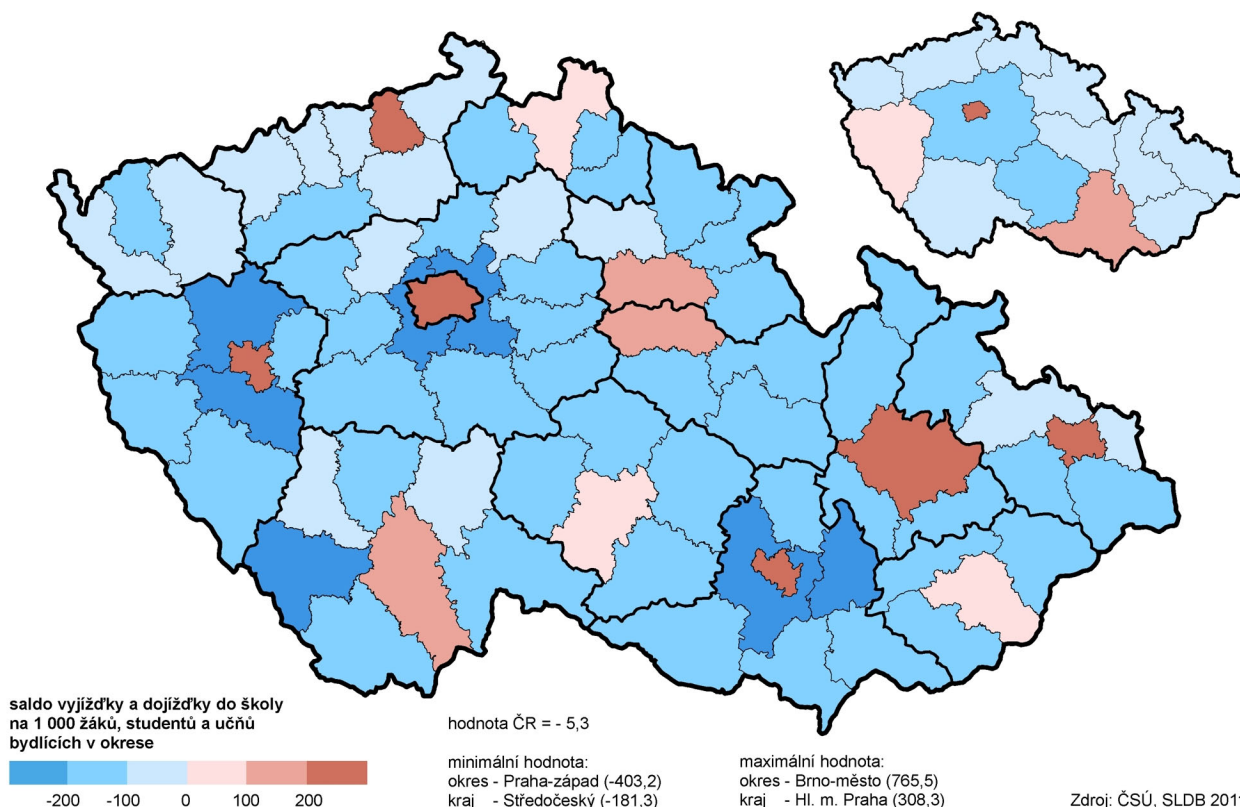 saldo vyjížďky a dojížďky do školy
na 1 000 žáků, studentů a učňů
bydlících v okrese
-200 -100 0 100 200
hodnota ČR = - 5,3
minimální hodnota:
okres - Praha-západ (-403,2)
kraj - Středočeský (-181,3)
maximální hodnota:
okres - Brno-město (765,5)
kraj - Hl. m. Praha (308,3)
Zdroj: ČSÚ, SLDB 2011